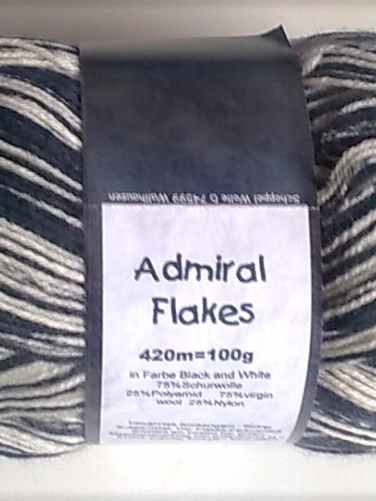 Schoppel Wolle D 74599 Wallhausen
Admiral
Flakes
420m=100g
in Farbe Black and White
75%Schurwolle
25%Polyamid 75%virgin
wool 25%Nylon